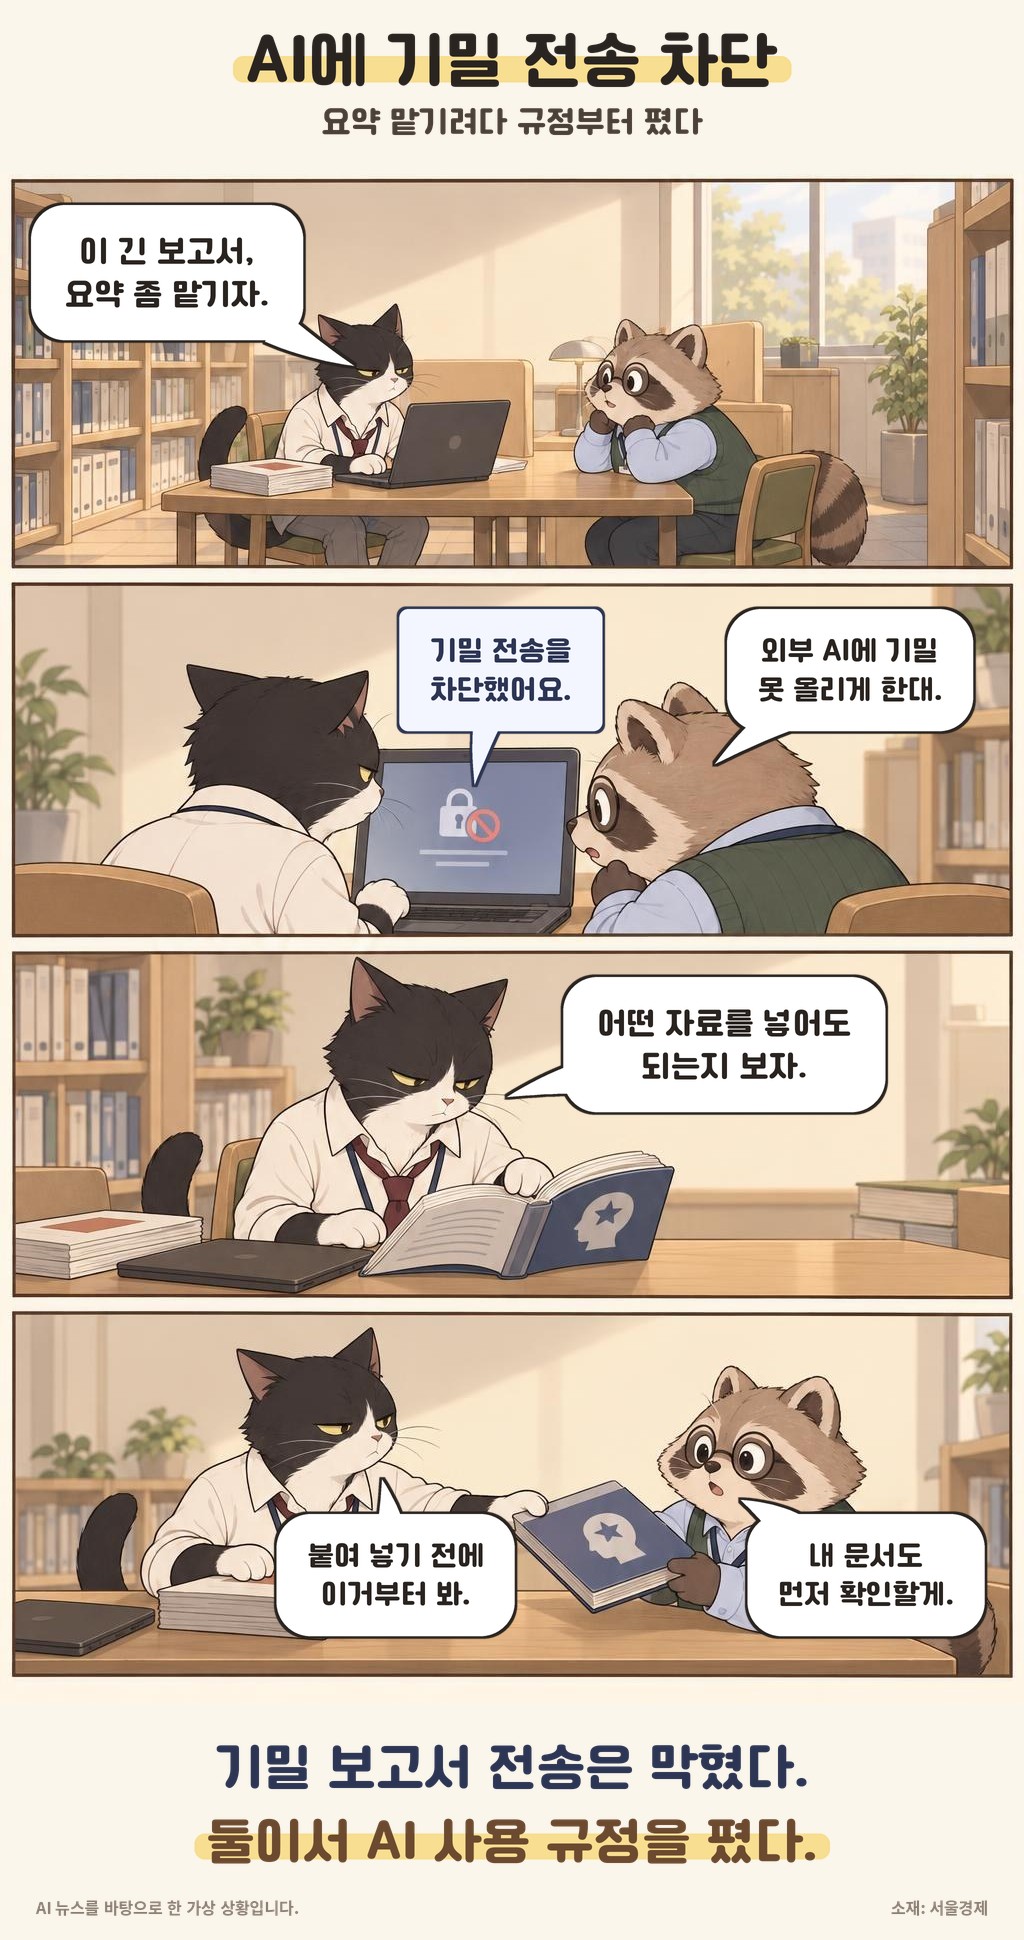 AI에 기밀 전송 차단
요약 맡기려다 규정부터 폈다
이 긴 보고서,
요약 좀 맡기자.
기밀 전송을
차단했어요.
외부 AI에 기밀
못 올리게 한대.
어떤 자료를 넣어도
되는지 보자.
붙여 넣기 전에
이거부터 봐.
내 문서도
먼저 확인할게.
기밀 보고서 전송은 막혔다.
둘이서 AI 사용 규정을 폈다.
AI 뉴스를 바탕으로 한 가상 상황입니다.
소재: 서울경제